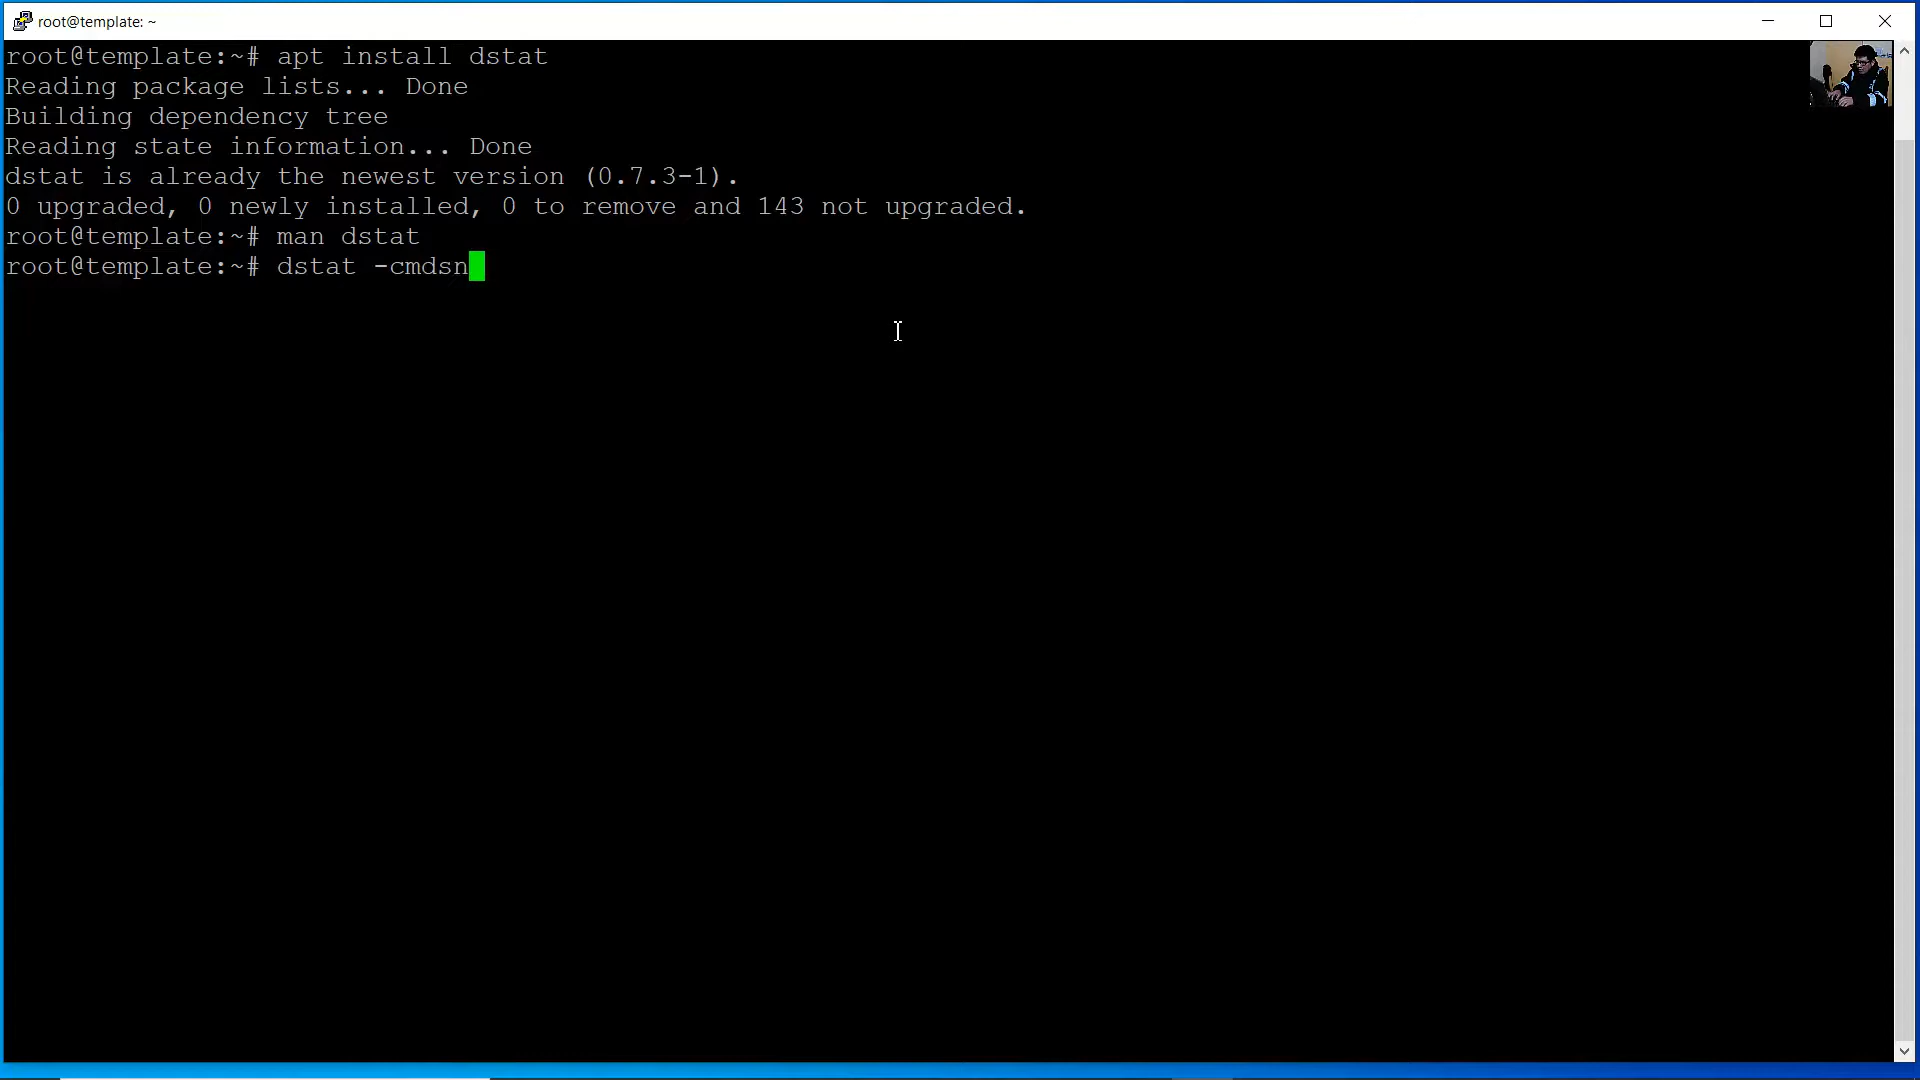 root@template: ~
root@template:~# apt install dstat
Reading package lists... Done
Building dependency tree
Reading state information... Done
dstat is already the newest version (0.7.3-1).
0 upgraded, 0 newly installed, 0 to remove and 143 not upgraded.
root@template:~# man dstat
root@template:~# dstat -cmdsn